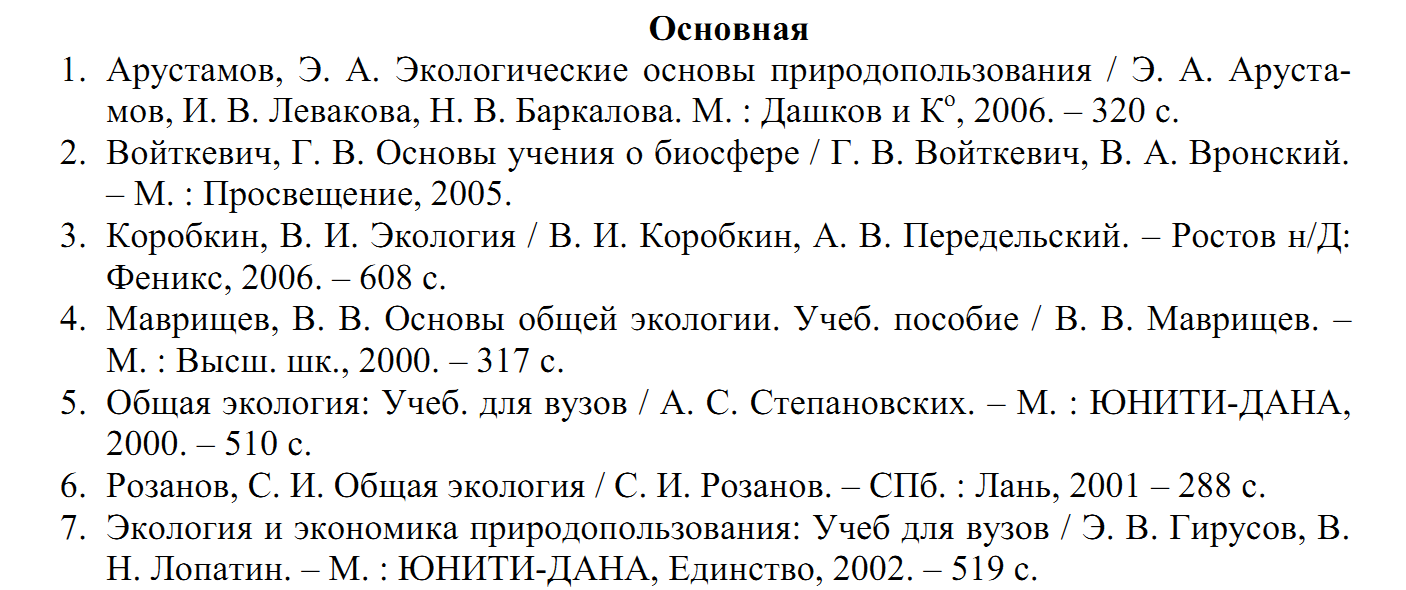 Основная
1. Арустамов, Э. А. Экологические основы природопользования / Э. А. Аруста-
мов, И. В. Левакова, Н. В. Баркалова. М. : Дашков и Kº, 2006. – 320 с.
2. Войткевич, Г. В. Основы учения о биосфере / Г. В. Войткевич, В. А. Вронский.
– М. : Просвещение, 2005.
3. Коробкин, В. И. Экология / В. И. Коробкин, А. В. Передельский. – Ростов н/Д:
Феникс, 2006. – 608 с.
4. Маврищев, В. В. Основы общей экологии. Учеб. пособие / В. В. Маврищев. –
М. : Высш. шк., 2000. – 317 с.
5. Общая экология: Учеб. для вузов / А. С. Степановских. – М. : ЮНИТИ-ДАНА,
2000. – 510 с.
6. Розанов, С. И. Общая экология / С. И. Розанов. – СПб. : Лань, 2001 – 288 с.
7. Экология и экономика природопользования: Учеб для вузов / Э. В. Гирусов, В.
Н. Лопатин. – М. : ЮНИТИ-ДАНА, Единство, 2002. – 519 с.